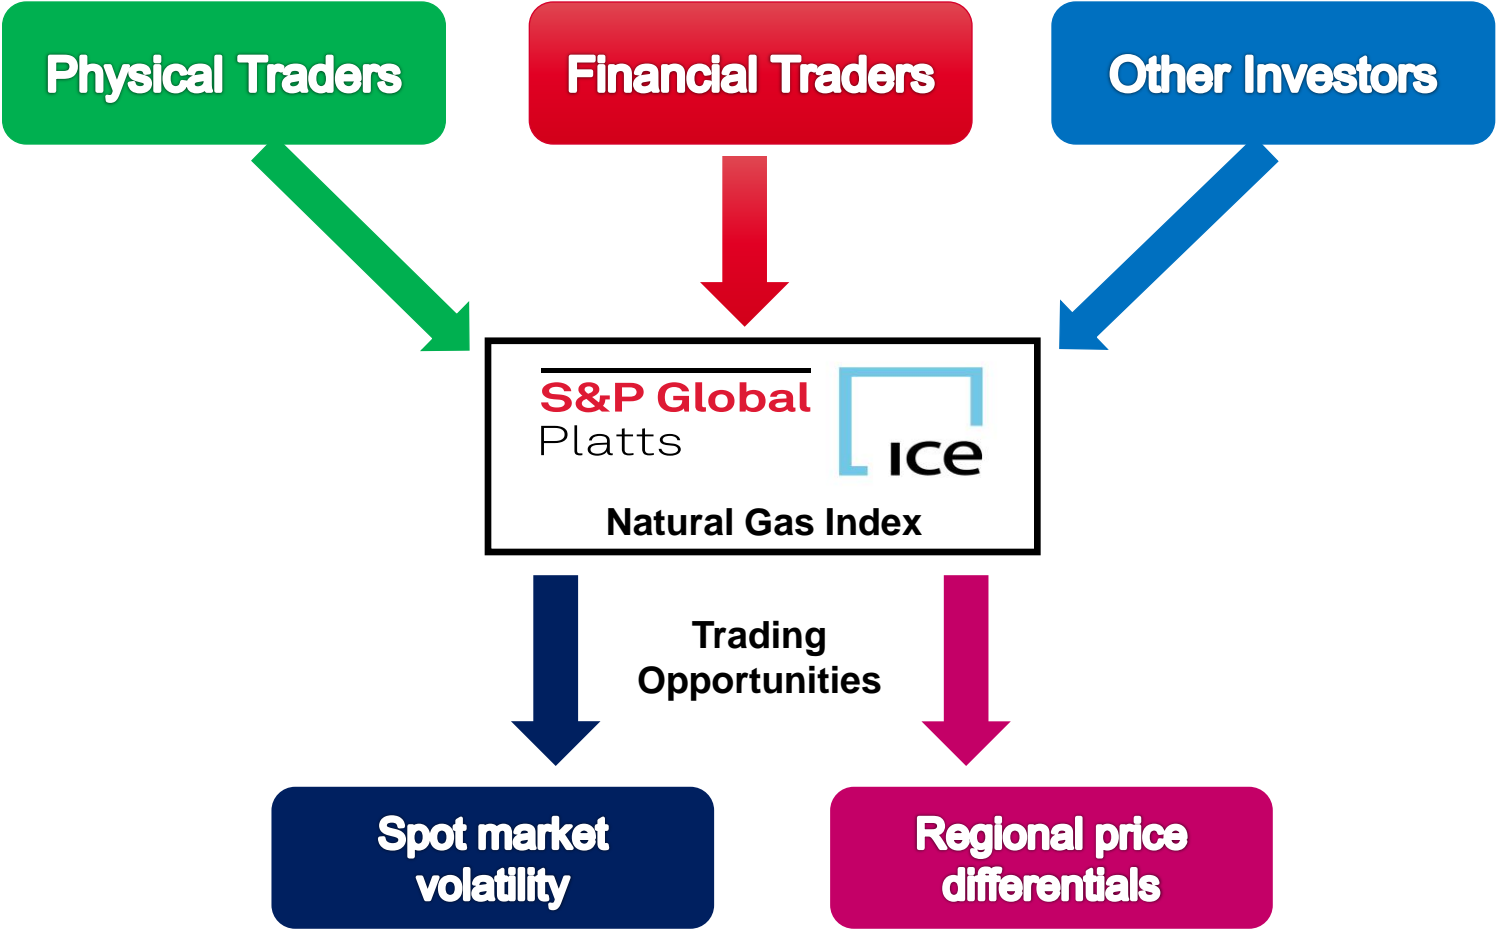 Physical Traders
Financial Traders
Other Investors
S&P Global
Platts
ice
Natural Gas Index
Trading
Opportunities
Spot market
volatility
Regional price
differentials